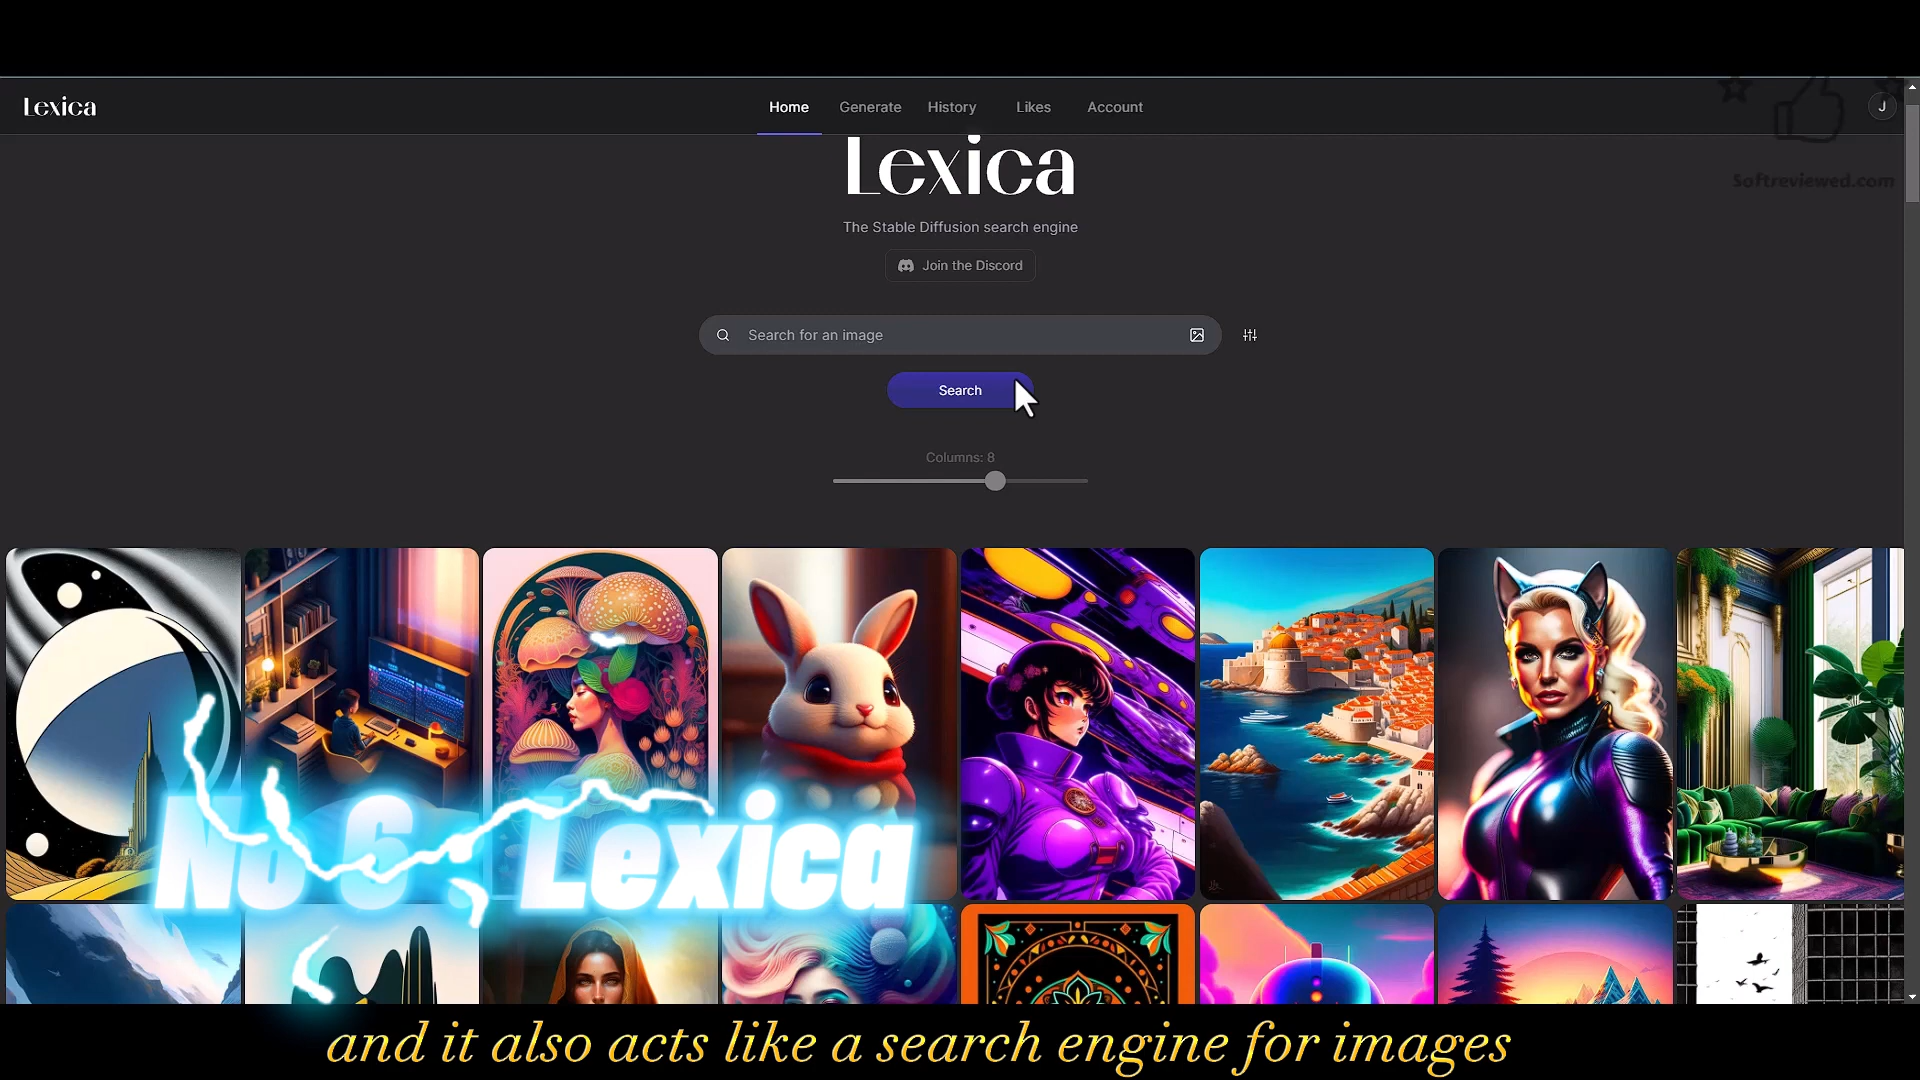 Lexica
Home Generate History Likes Account
J
Lexica
Softreviewed.com
The Stable Diffusion search engine
Join the Discord
Search for an image
Search
Columns: 8
No 6 Lexica
and it also acts like a search engine for images